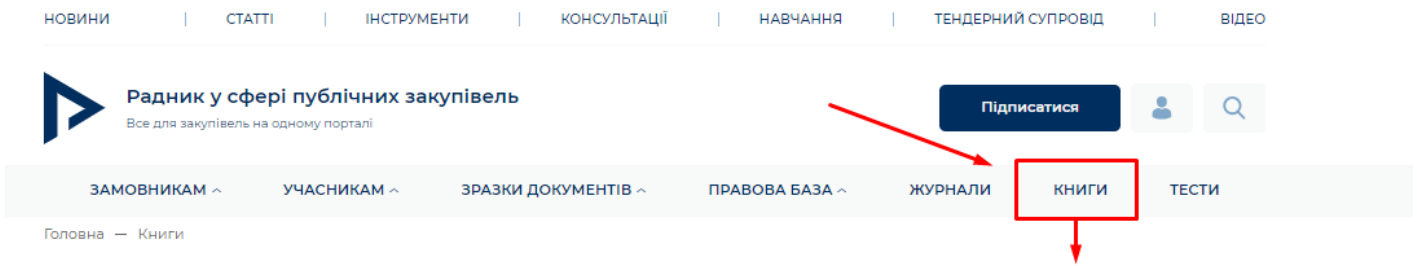 НОВИНИ | СТАТТІ | ІНСТРУМЕНТИ | КОНСУЛЬТАЦІЇ | НАВЧАННЯ | ТЕНДЕРНИЙ СУПРОВІД | ВІДЕО
Радник у сфері публічних закупівель
Все для закупівель на одному порталі
Підписатися
ЗАМОВНИКАМ УЧАСНИКАМ ЗРАЗКИ ДОКУМЕНТІВ ПРАВОВА БАЗА ЖУРНАЛИ КНИГИ ТЕСТИ
Головна — Книги